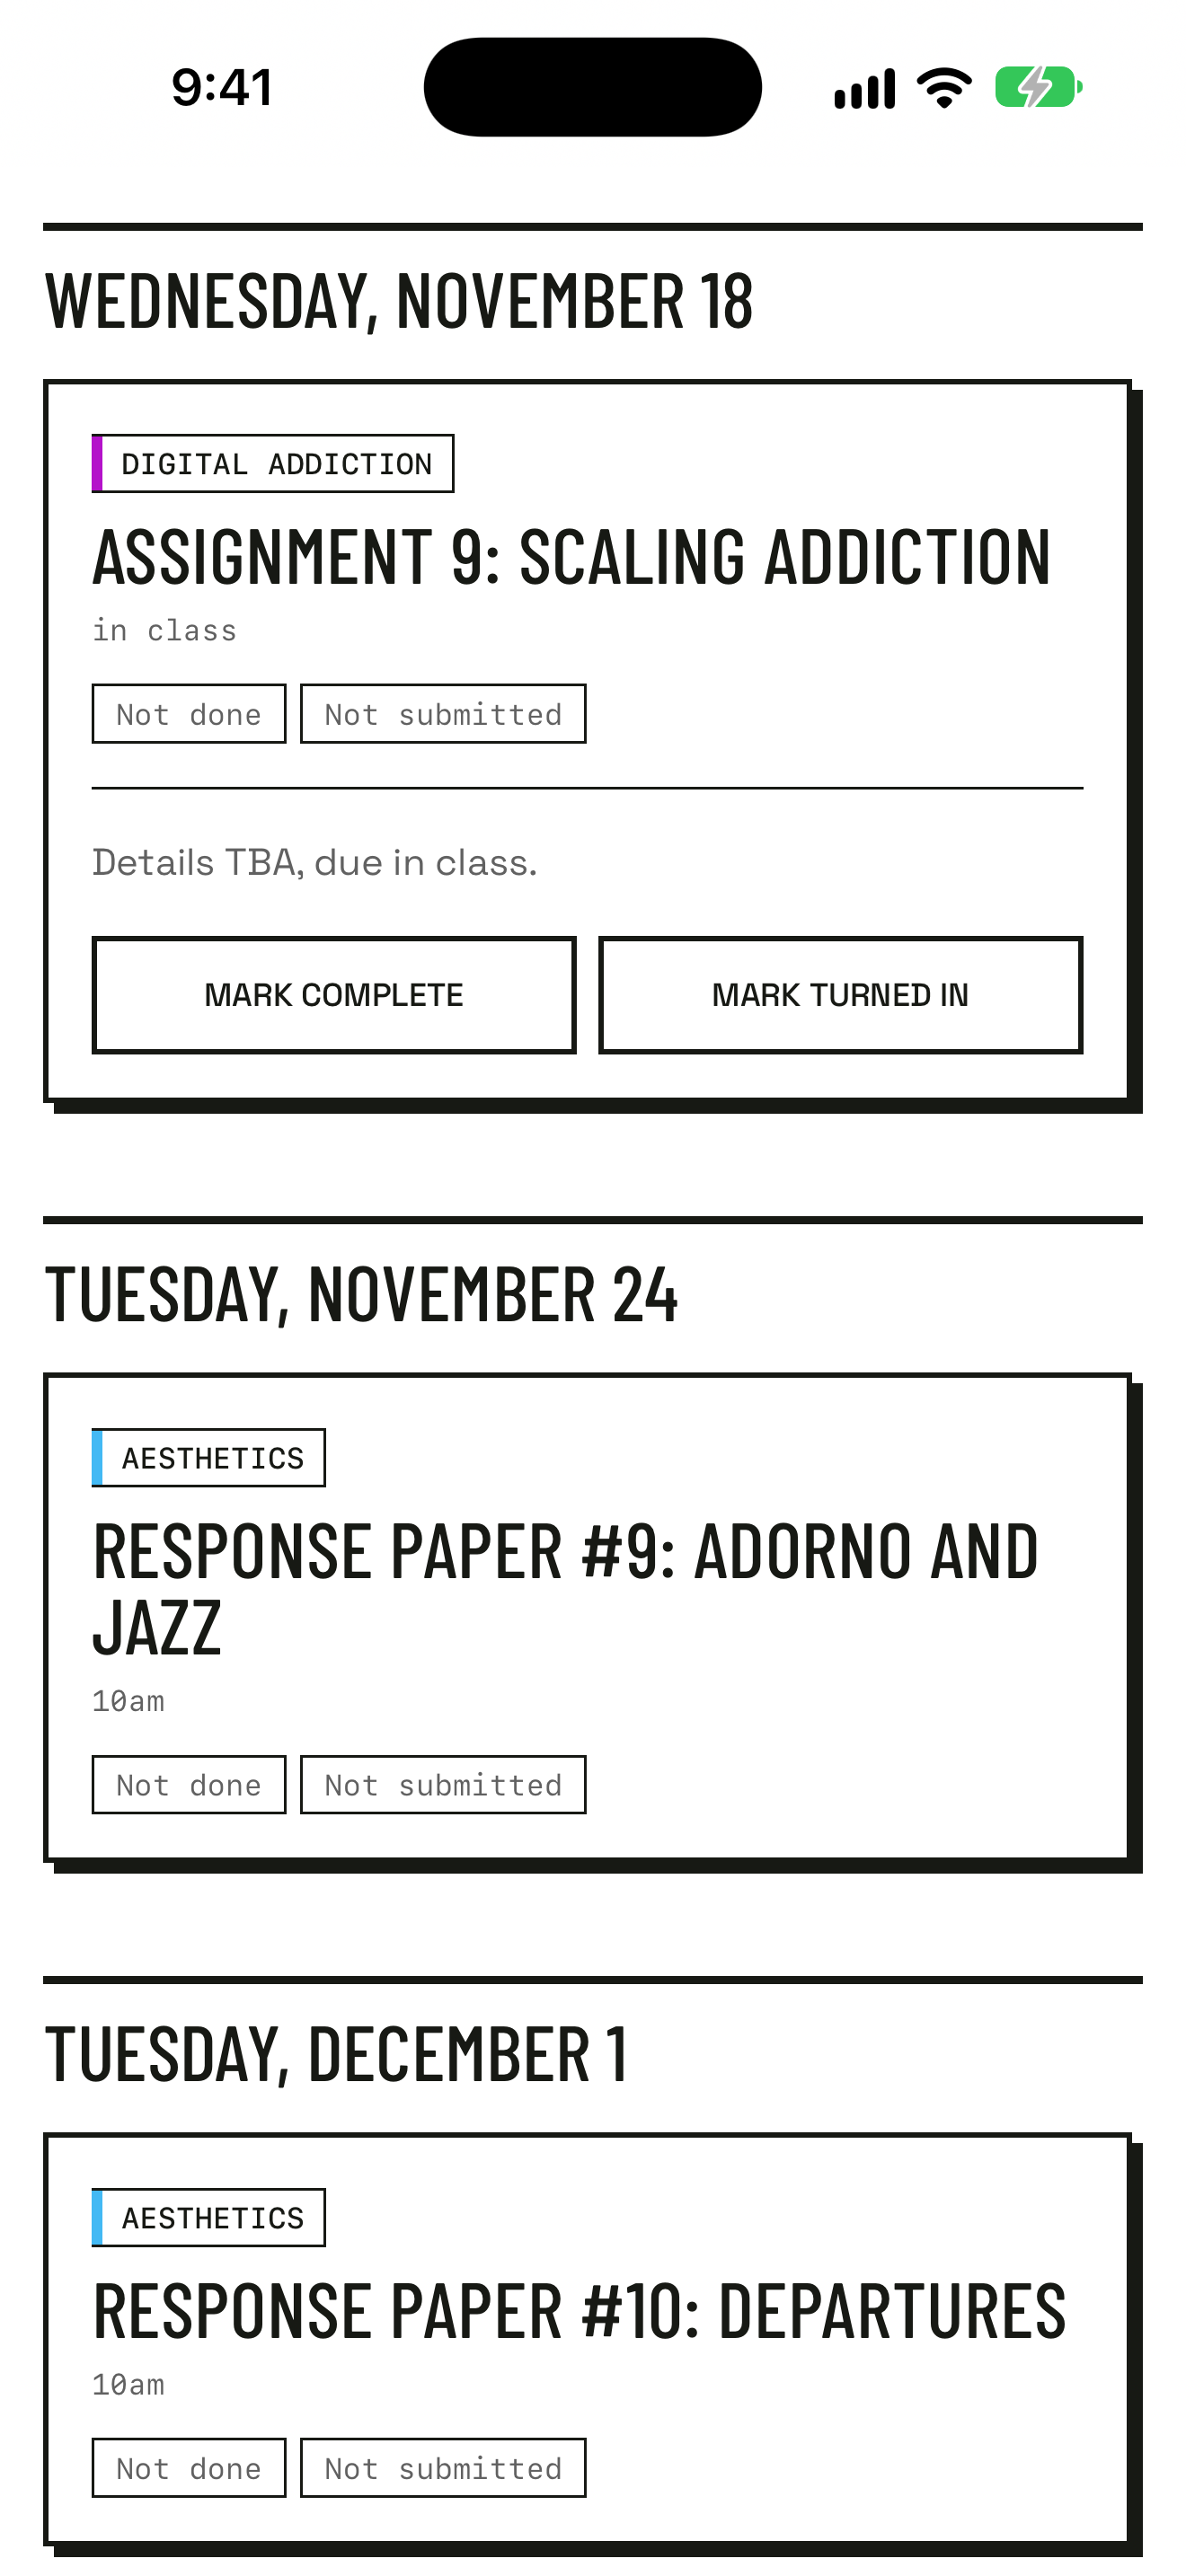 9:41
WEDNESDAY, NOVEMBER 18
DIGITAL ADDICTION
ASSIGNMENT 9: SCALING ADDICTION
in class
Not done Not submitted
Details TBA, due in class.
MARK COMPLETE MARK TURNED IN
TUESDAY, NOVEMBER 24
AESTHETICS
RESPONSE PAPER #9: ADORNO AND
JAZZ
10am
Not done Not submitted
TUESDAY, DECEMBER 1
AESTHETICS
RESPONSE PAPER #10: DEPARTURES
10am
Not done Not submitted